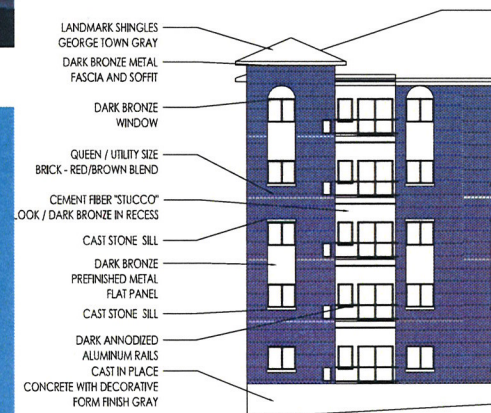 LANDMARK SHINGLES
GEORGE TOWN GRAY
DARK BRONZE METAL
FASCIA AND SOFFIT
DARK BRONZE
WINDOW
QUEEN / UTILITY SIZE
BRICK - RED/BROWN BLEND
CEMENT FIBER "STUCCO"
LOOK / DARK BRONZE IN RECESS
CAST STONE SILL
DARK BRONZE
PREFINISHED METAL
FLAT PANEL
CAST STONE SILL
DARK ANNODIZED
ALUMINUM RAILS
CAST IN PLACE
CONCRETE WITH DECORATIVE
FORM FINISH GRAY